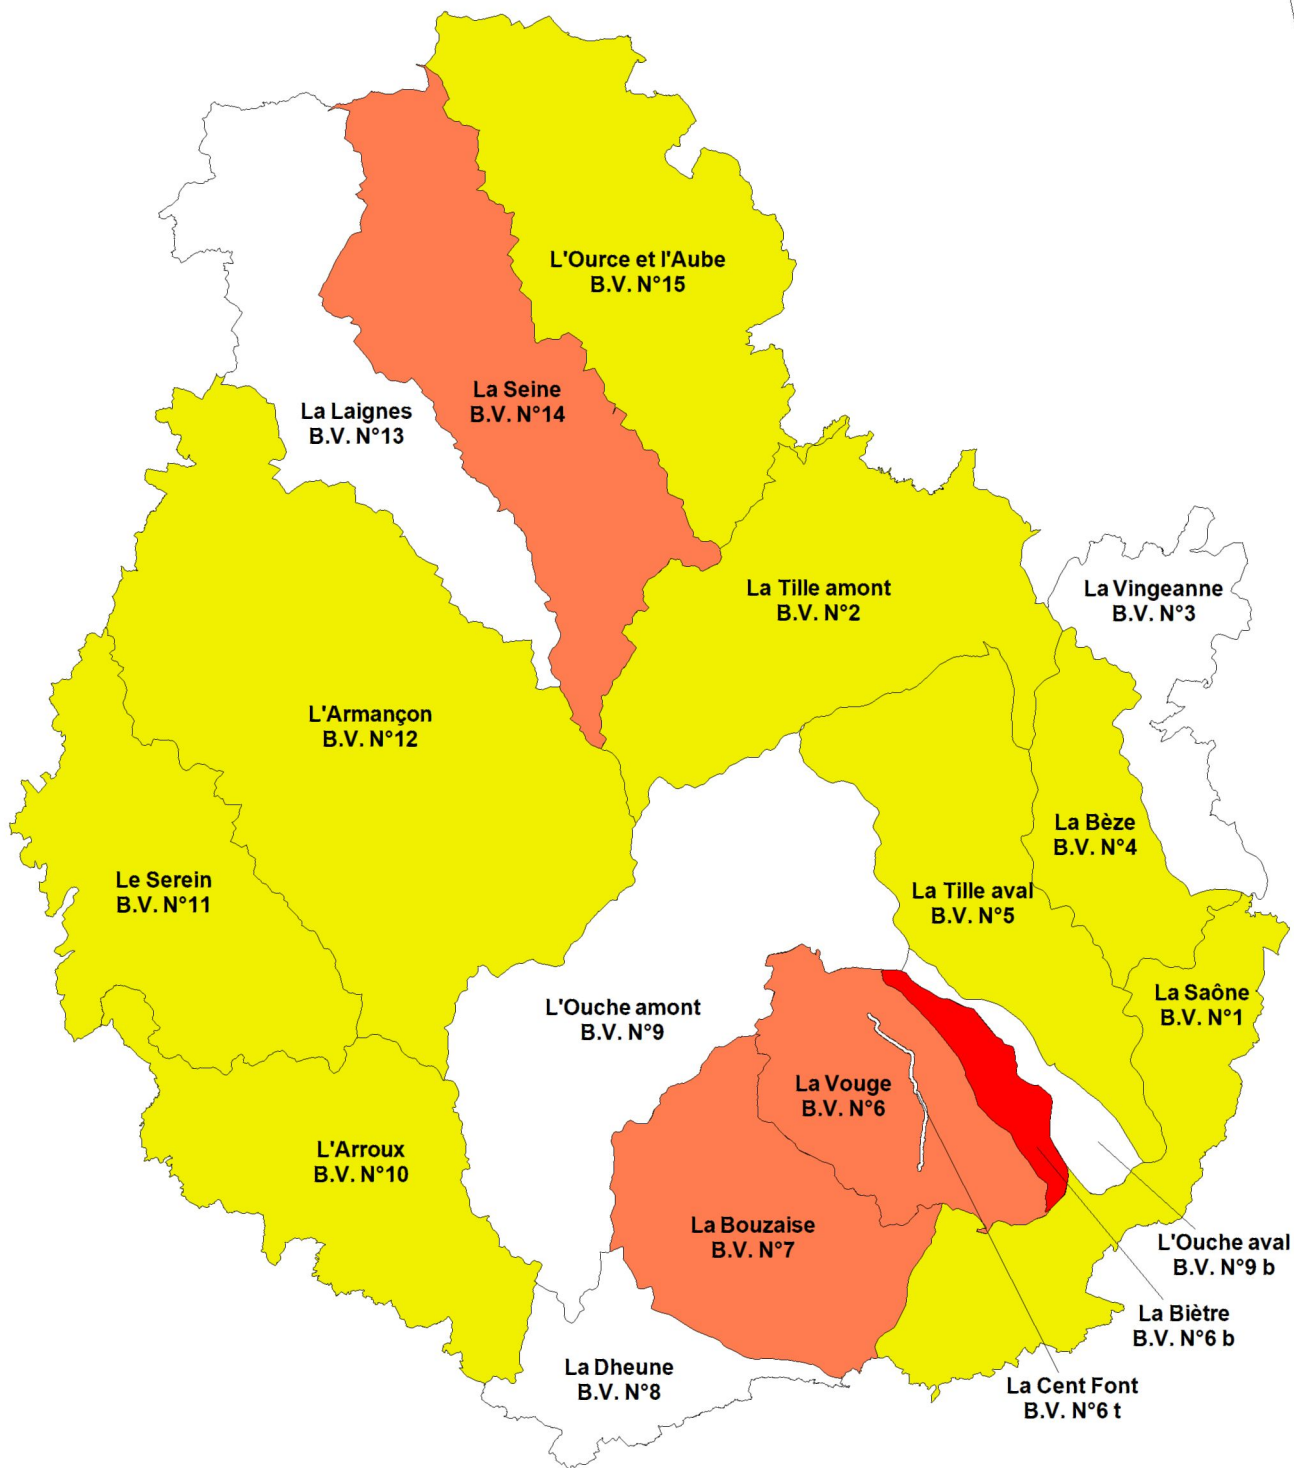 L'Ource et l'Aube
B.V. N°15
La Seine
B.V. N°14
La Laignes
B.V. N°13
La Tille amont
B.V. N°2
La Vingeanne
B.V. N°3
L'Armançon
B.V. N°12
La Bèze
B.V. N°4
Le Serein
B.V. N°11
La Tille aval
B.V. N°5
La Saône
B.V. N°1
L'Ouche amont
B.V. N°9
La Vouge
B.V. N°6
L'Arroux
B.V. N°10
La Bouzaise
B.V. N°7
L'Ouche aval
B.V. N°9 b
La Biètre
B.V. N°6 b
La Dheune
B.V. N°8
La Cent Font
B.V. N°6 t